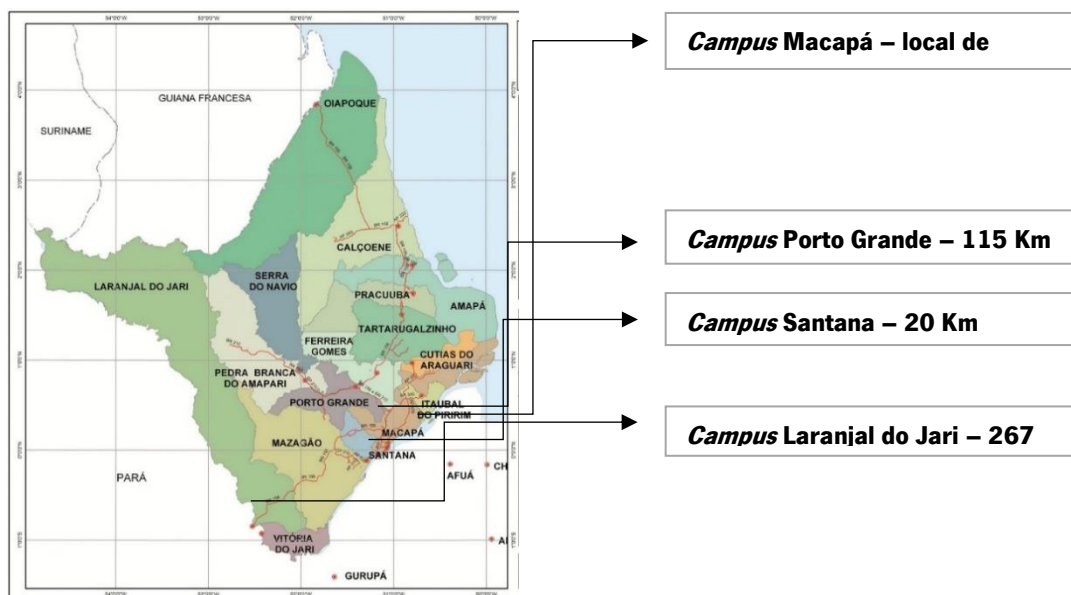 Campus Macapá – local de
Campus Porto Grande – 115 Km
Campus Santana – 20 Km
Campus Laranjal do Jari – 267
GUIANA FRANCESA
SURINAME
OIAPOQUE
CALÇOENE
SERRA
DO NAVIO
LARANJAL DO JARI
PRACUUBA
AMAPÁ
TARTARUGALZINHO
FERREIRA
GOMES
CUTIAS DO
ARAGUARI
PEDRA BRANCA
DO AMAPARI
PORTO GRANDE
ITAUBAL
DO PIRIRIM
MACAPÁ
MAZAGÃO
SANTANA
PARÁ
AFUÁ
CH
VITÓRIA
DO JARI
GURUPÁ